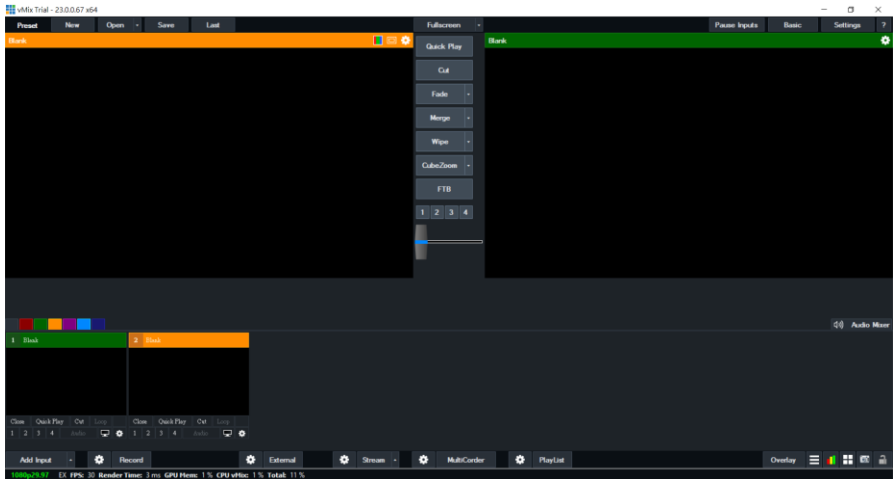 vMix Trial - 23.0.0.67 x64
Preset New Open Save Last Fullscreen Pause Inputs Basic Settings ?
Blank Blank
Quick Play
Cut
Fade
Merge
Wipe
CubeZoom
FTB
1 2 3 4
Audio Mixer
1 Blank 2 Blank
Close Quick Play Cut Loop Close Quick Play Cut Loop
1 2 3 4 Audio 1 2 3 4 Audio
Add Input Record External Stream MultiCorder PlayList Overlay
1080p29.97 EX FPS: 30 Render Time: 3 ms GPU Mem: 1 % CPU vMix: 1 % Total: 11 %